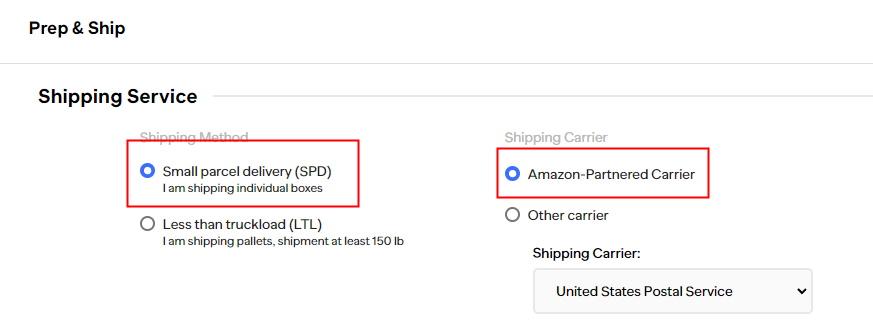 Prep & Ship
Shipping Service
Shipping Method
Small parcel delivery (SPD)
I am shipping individual boxes
Less than truckload (LTL)
I am shipping pallets, shipment at least 150 lb
Shipping Carrier
Amazon-Partnered Carrier
Other carrier
Shipping Carrier:
United States Postal Service